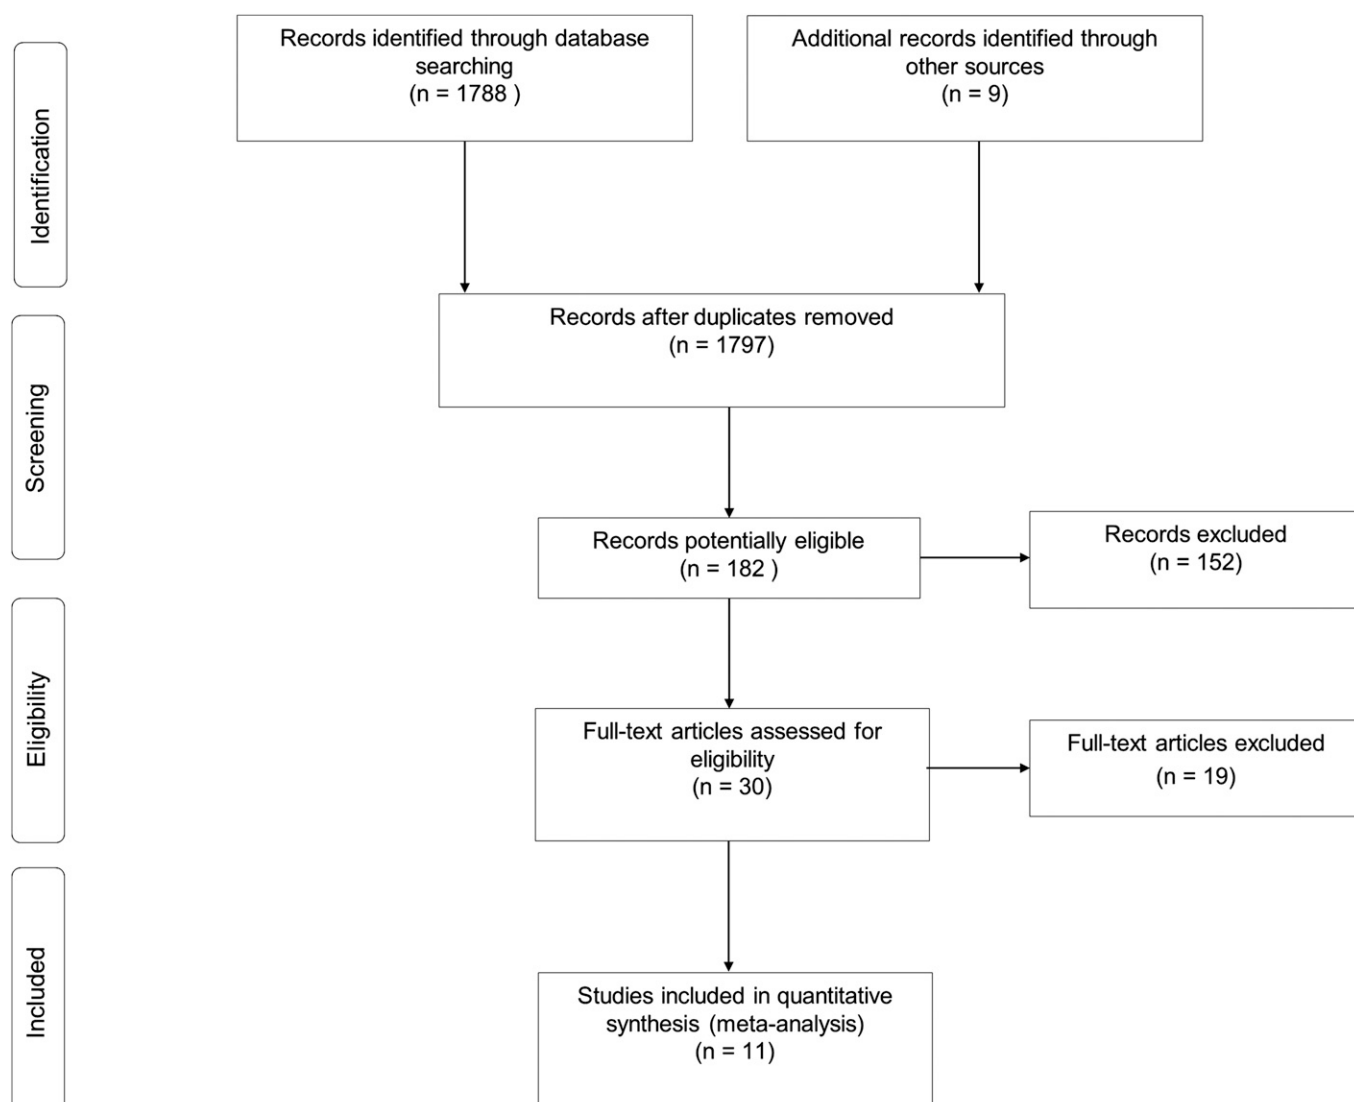 Identification
Records identified through database
searching
(n = 1788 )
Additional records identified through
other sources
(n = 9)
Screening
Records after duplicates removed
(n = 1797)
Records potentially eligible
(n = 182 )
Records excluded
(n = 152)
Eligibility
Full-text articles assessed for
eligibility
(n = 30)
Full-text articles excluded
(n = 19)
Included
Studies included in quantitative
synthesis (meta-analysis)
(n = 11)